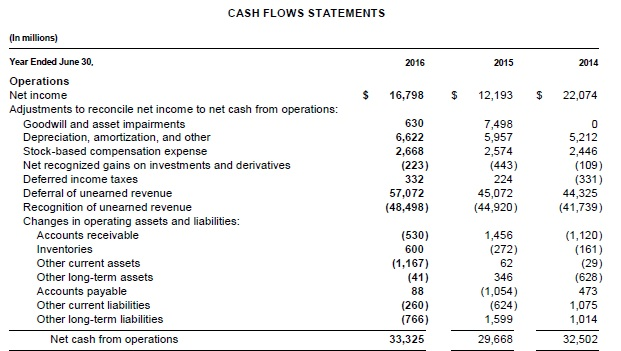 CASH FLOWS STATEMENTS
(In millions)
Year Ended June 30, 2016 2015 2014
Operations
Net income $ 16,798 $ 12,193 $ 22,074
Adjustments to reconcile net income to net cash from operations:
Goodwill and asset impairments 630 7,498 0
Depreciation, amortization, and other 6,622 5,957 5,212
Stock-based compensation expense 2,668 2,574 2,446
Net recognized gains on investments and derivatives (223) (443) (109)
Deferred income taxes 332 224 (331)
Deferral of unearned revenue 57,072 45,072 44,325
Recognition of unearned revenue (48,498) (44,920) (41,739)
Changes in operating assets and liabilities:
Accounts receivable (530) 1,456 (1,120)
Inventories 600 (272) (161)
Other current assets (1,167) 62 (29)
Other long-term assets (41) 346 (628)
Accounts payable 88 (1,054) 473
Other current liabilities (260) (624) 1,075
Other long-term liabilities (766) 1,599 1,014
Net cash from operations 33,325 29,668 32,502